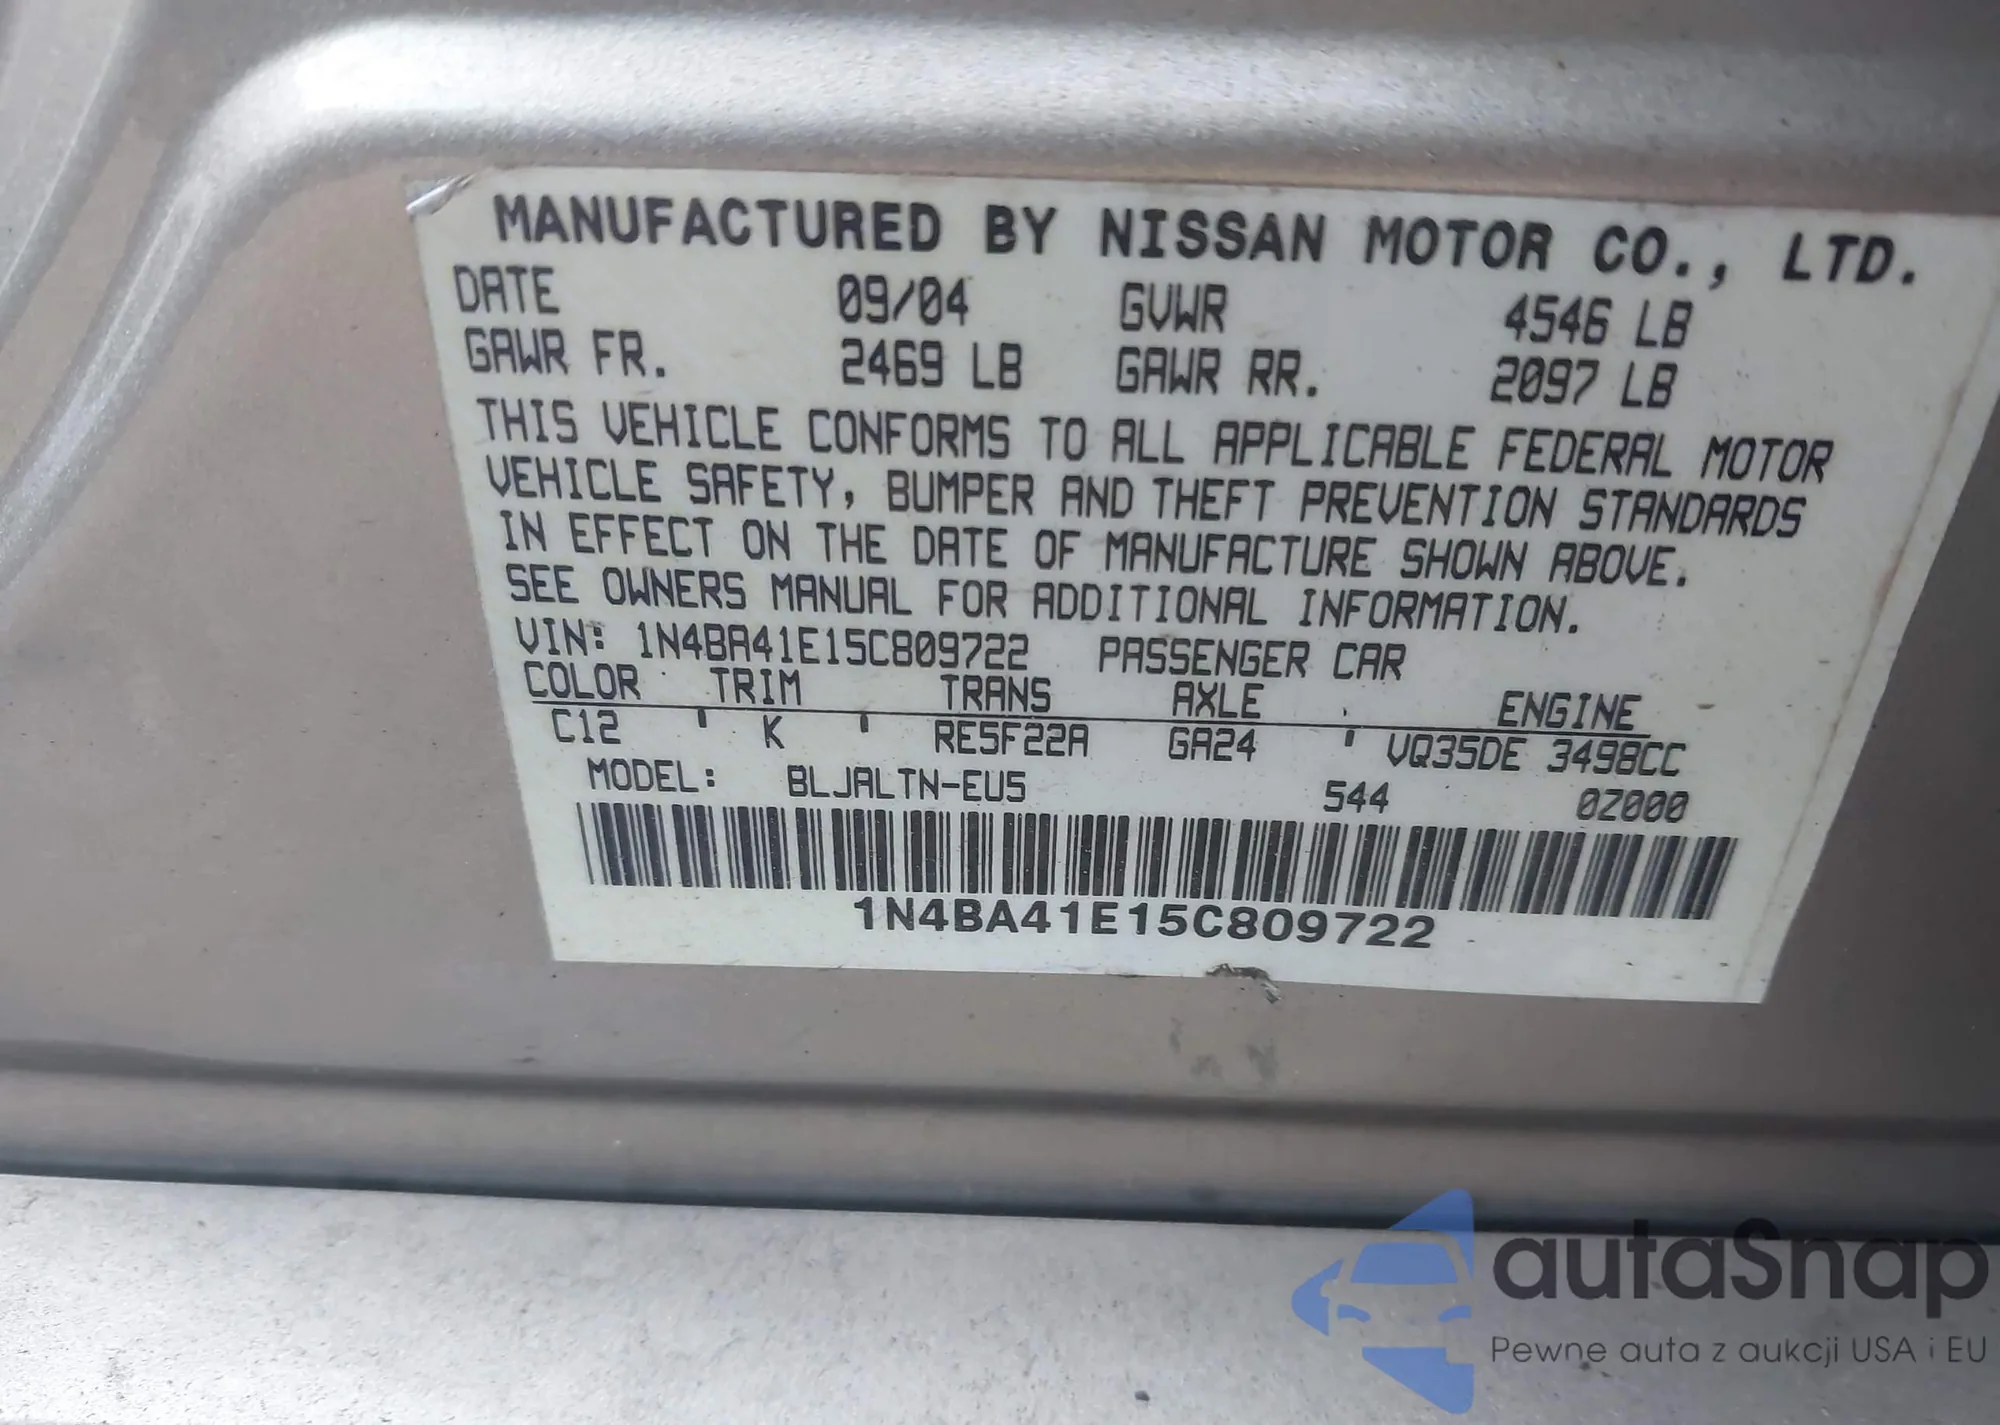 MANUFACTURED BY NISSAN MOTOR CO., LTD.
DATE 09/04 GVWR 4546 LB
GAWR FR. 2469 LB GAWR RR. 2097 LB
THIS VEHICLE CONFORMS TO ALL APPLICABLE FEDERAL MOTOR
VEHICLE SAFETY, BUMPER AND THEFT PREVENTION STANDARDS
IN EFFECT ON THE DATE OF MANUFACTURE SHOWN ABOVE.
SEE OWNERS MANUAL FOR ADDITIONAL INFORMATION.
VIN: 1N4BA41E15C809722 PASSENGER CAR
COLOR TRIM TRANS AXLE ENGINE
C12 K RE5F22A GA24 VQ35DE 3498CC
MODEL: BLJALTN-EU5 544 0Z000
1N4BA41E15C809722
autaSnap
Pewne auta z aukcji USA i EU